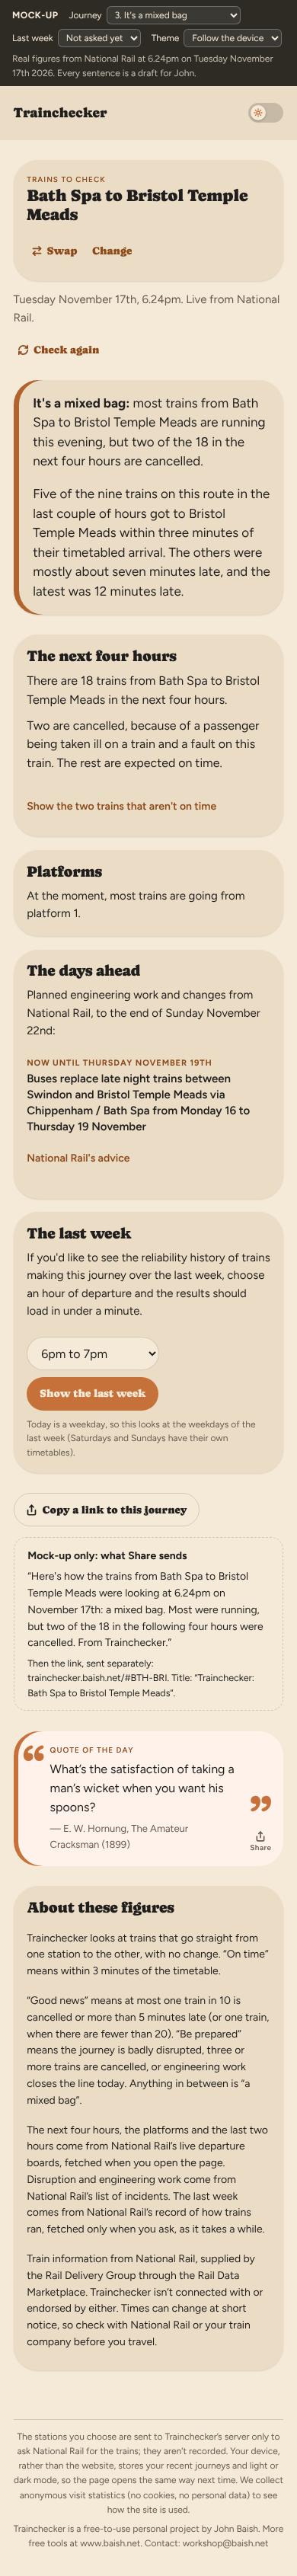 MOCK-UP Journey 3. It's a mixed bag
Last week Not asked yet Theme Follow the device
Real figures from National Rail at 6.24pm on Tuesday November
17th 2026. Every sentence is a draft for John.
Trainchecker
TRAINS TO CHECK
Bath Spa to Bristol Temple
Meads
Swap Change
Tuesday November 17th, 6.24pm. Live from National
Rail.
Check again
It's a mixed bag: most trains from Bath
Spa to Bristol Temple Meads are running
this evening, but two of the 18 in the
next four hours are cancelled.
Five of the nine trains on this route in the
last couple of hours got to Bristol
Temple Meads within three minutes of
their timetabled arrival. The others were
mostly about seven minutes late, and the
latest was 12 minutes late.
The next four hours
There are 18 trains from Bath Spa to Bristol
Temple Meads in the next four hours.
Two are cancelled, because of a passenger
being taken ill on a train and a fault on this
train. The rest are expected on time.
Show the two trains that aren't on time
Platforms
At the moment, most trains are going from
platform 1.
The days ahead
Planned engineering work and changes from
National Rail, to the end of Sunday November
22nd:
NOW UNTIL THURSDAY NOVEMBER 19TH
Buses replace late night trains between
Swindon and Bristol Temple Meads via
Chippenham / Bath Spa from Monday 16 to
Thursday 19 November
National Rail's advice
The last week
If you'd like to see the reliability history of trains
making this journey over the last week, choose
an hour of departure and the results should
load in under a minute.
6pm to 7pm
Show the last week
Today is a weekday, so this looks at the weekdays of the
last week (Saturdays and Sundays have their own
timetables).
Copy a link to this journey
Mock-up only: what Share sends
"Here's how the trains from Bath Spa to Bristol
Temple Meads were looking at 6.24pm on
November 17th: a mixed bag. Most were running,
but two of the 18 in the following four hours were
cancelled. From Trainchecker."
Then the link, sent separately:
trainchecker.baish.net/#BTH-BRI. Title: "Trainchecker:
Bath Spa to Bristol Temple Meads".
QUOTE OF THE DAY
What's the satisfaction of taking a
man's wicket when you want his
spoons?
— E. W. Hornung, The Amateur
Cracksman (1899)
Share
About these figures
Trainchecker looks at trains that go straight from
one station to the other, with no change. "On time"
means within 3 minutes of the timetable.
"Good news" means at most one train in 10 is
cancelled or more than 5 minutes late (or one train,
when there are fewer than 20). "Be prepared"
means the journey is badly disrupted, three or
more trains are cancelled, or engineering work
closes the line today. Anything in between is "a
mixed bag".
The next four hours, the platforms and the last two
hours come from National Rail's live departure
boards, fetched when you open the page.
Disruption and engineering work come from
National Rail's list of incidents. The last week
comes from National Rail's record of how trains
ran, fetched only when you ask, as it takes a while.
Train information from National Rail, supplied by
the Rail Delivery Group through the Rail Data
Marketplace. Trainchecker isn't connected with or
endorsed by either. Times can change at short
notice, so check with National Rail or your train
company before you travel.
The stations you choose are sent to Trainchecker's server only to
ask National Rail for the trains; they aren't recorded. Your device,
rather than the website, stores your recent journeys and light or
dark mode, so the page opens the same way next time. We collect
anonymous visit statistics (no cookies, no personal data) to see
how the site is used.
Trainchecker is a free-to-use personal project by John Baish. More
free tools at www.baish.net. Contact: workshop@baish.net